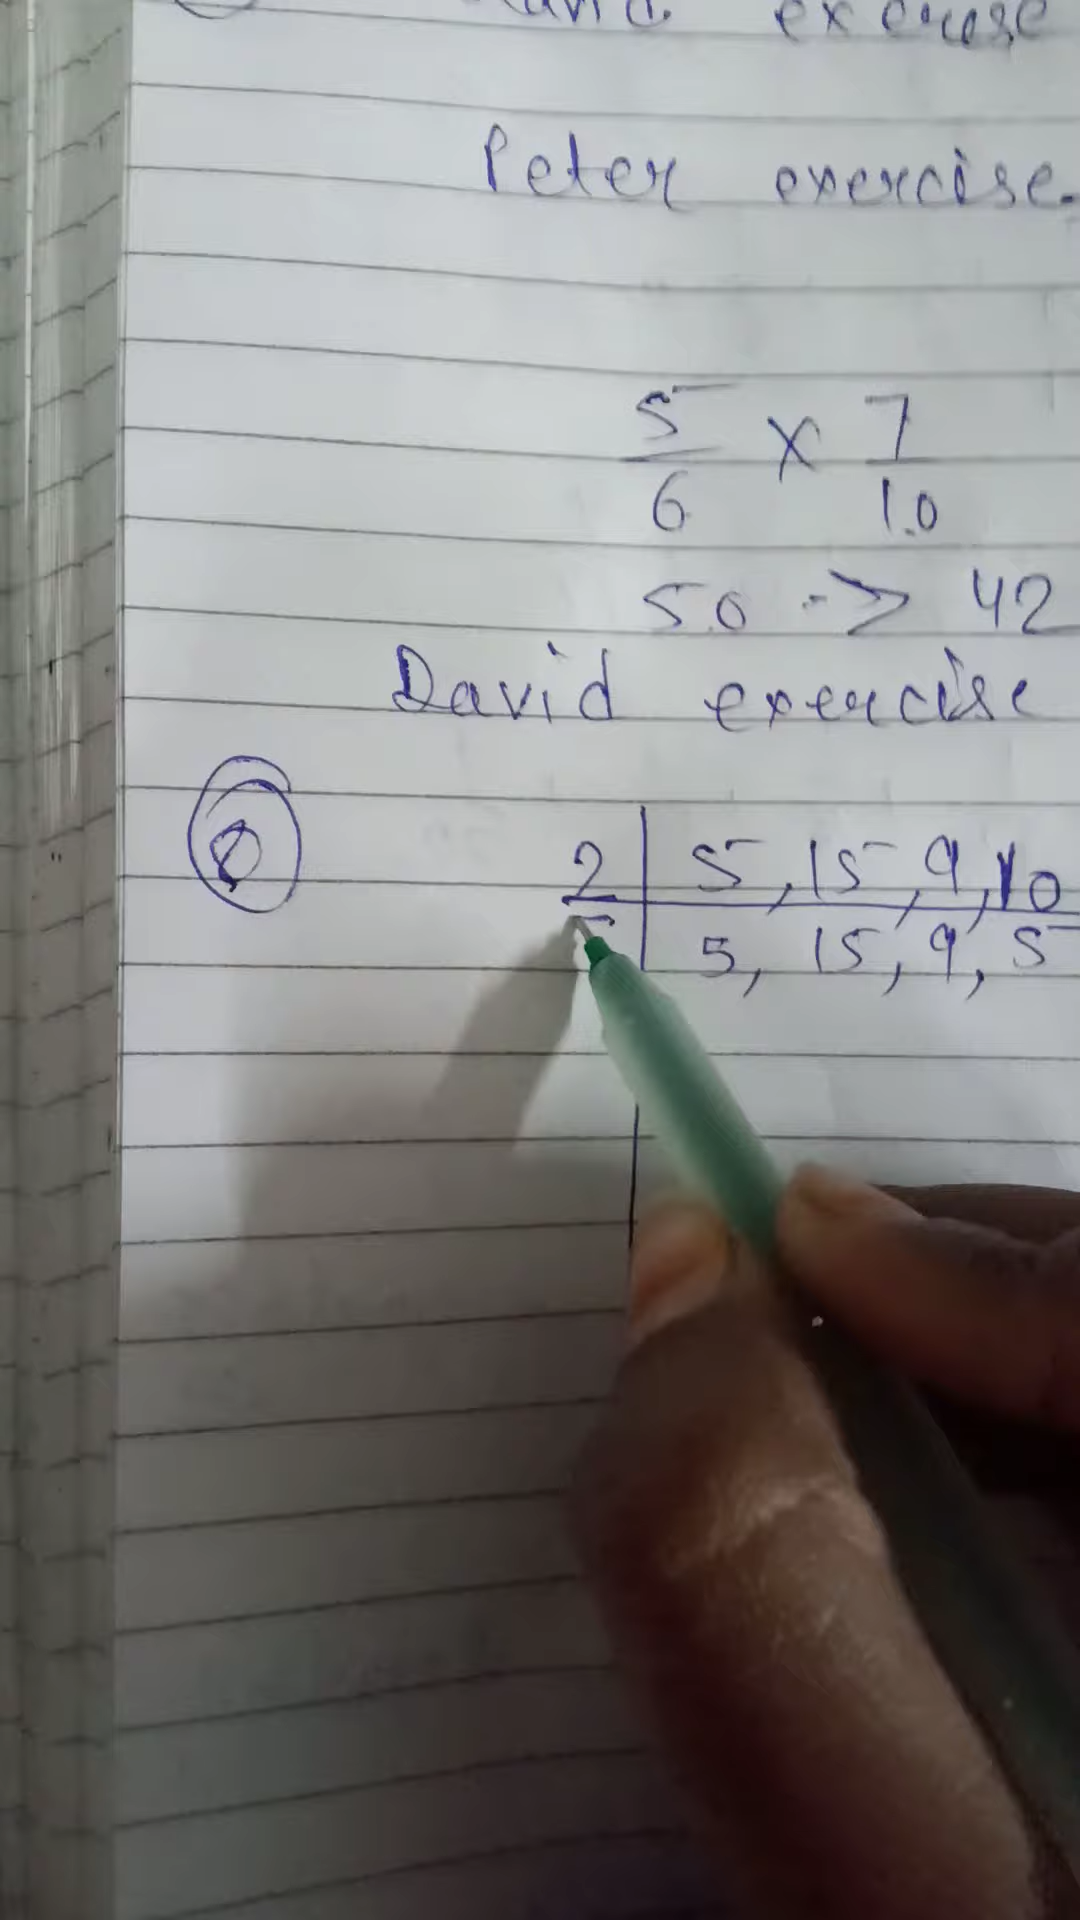 exercise
Peter exercise.
5/6 × 7/10
50 > 42
David exercise
2 | 5, 15, 9, 10
5, 15, 9, 5